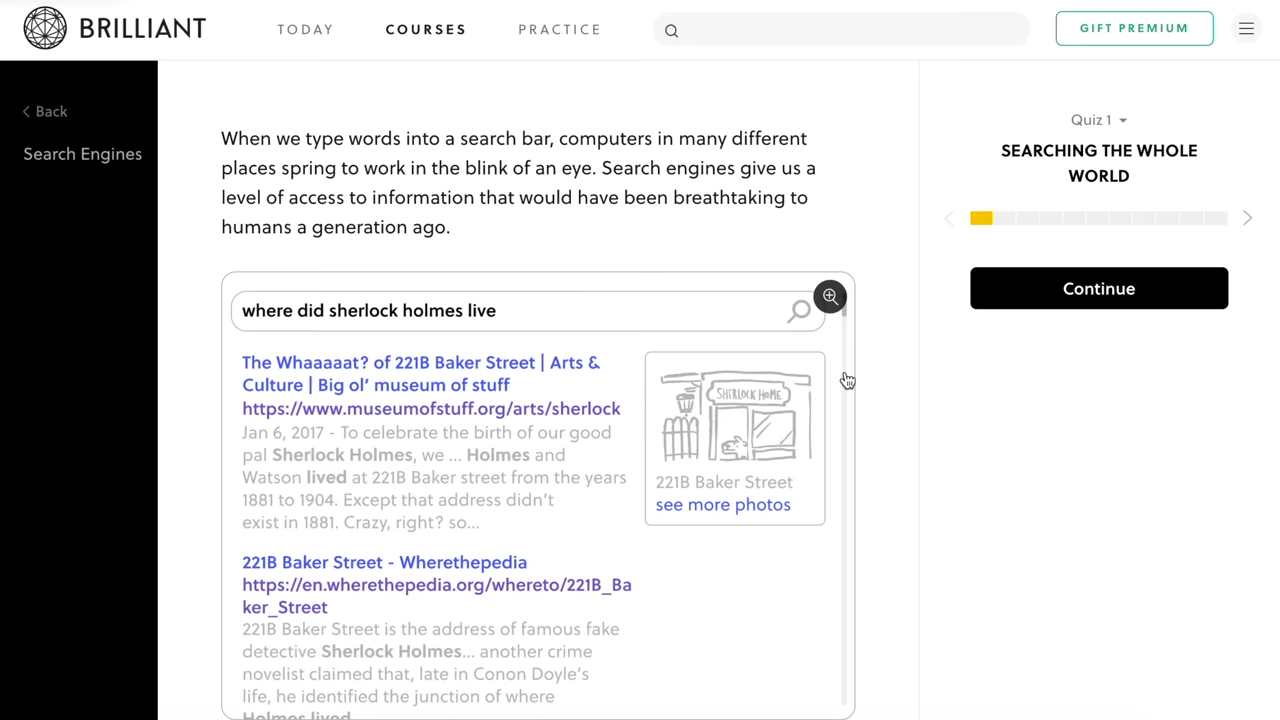 BRILLIANT
TODAY
COURSES
PRACTICE
GIFT PREMIUM
Back
Search Engines
When we type words into a search bar, computers in many different
places spring to work in the blink of an eye. Search engines give us a
level of access to information that would have been breathtaking to
humans a generation ago.
where did sherlock holmes live
The Whaaaaat? of 221B Baker Street | Arts &
Culture | Big ol’ museum of stuff
https://www.museumofstuff.org/arts/sherlock
Jan 6, 2017 - To celebrate the birth of our good
pal Sherlock Holmes, we ... Holmes and
Watson lived at 221B Baker street from the years
1881 to 1904. Except that address didn’t
exist in 1881. Crazy, right? so...
SHERLOCK HOME
221B Baker Street
see more photos
221B Baker Street - Wherethepedia
https://en.wherethepedia.org/whereto/221B_Ba
ker_Street
221B Baker Street is the address of famous fake
detective Sherlock Holmes... another crime
novelist claimed that, late in Conon Doyle’s
life, he identified the junction of where
Holmes lived
Quiz 1
SEARCHING THE WHOLE
WORLD
Continue